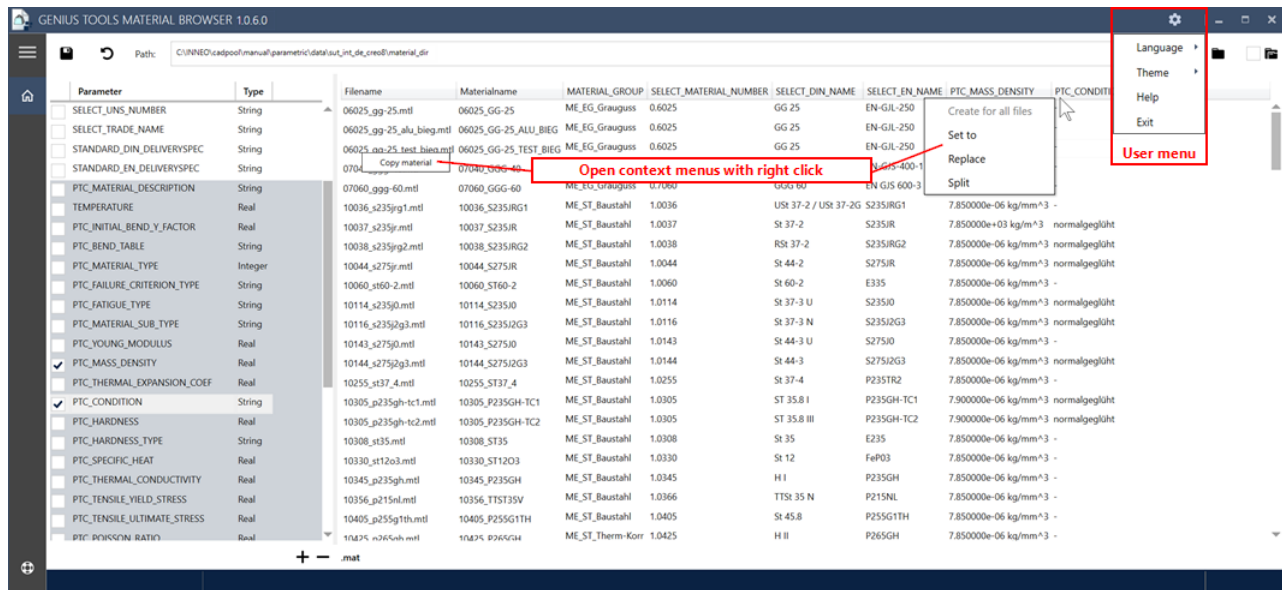 GENIUS TOOLS MATERIAL BROWSER 1.0.6.0
Path: C:\INNEO\cadpool\manual\parametric\data\sut_int_de_creo8\material_dir
Language
Theme
Help
Exit
User menu
Parameter Type
SELECT_UNS_NUMBER String
SELECT_TRADE_NAME String
STANDARD_DIN_DELIVERYSPEC String
STANDARD_EN_DELIVERYSPEC String
PTC_MATERIAL_DESCRIPTION String
TEMPERATURE Real
PTC_INITIAL_BEND_Y_FACTOR Real
PTC_BEND_TABLE String
PTC_MATERIAL_TYPE Integer
PTC_FAILURE_CRITERION_TYPE String
PTC_FATIGUE_TYPE String
PTC_MATERIAL_SUB_TYPE String
PTC_YOUNG_MODULUS Real
PTC_MASS_DENSITY Real
PTC_THERMAL_EXPANSION_COEF Real
PTC_CONDITION String
PTC_HARDNESS Real
PTC_HARDNESS_TYPE String
PTC_SPECIFIC_HEAT Real
PTC_THERMAL_CONDUCTIVITY Real
PTC_TENSILE_YIELD_STRESS Real
PTC_TENSILE_ULTIMATE_STRESS Real
PTC_POISSON_RATIO Real
Filename Materialname MATERIAL_GROUP SELECT_MATERIAL_NUMBER SELECT_DIN_NAME SELECT_EN_NAME PTC_MASS_DENSITY PTC_CONDITI
06025_gg-25.mtl 06025_GG-25 ME_EG_Grauguss 0.6025 GG 25 EN-GJL-250
06025_gg-25_alu_bieg.mtl 06025_GG-25_ALU_BIEG ME_EG_Grauguss 0.6025 GG 25 EN-GJL-250
06025_gg-25_test_bieg.mtl 06025_GG-25_TEST_BIEG ME_EG_Grauguss 0.6025 GG 25 EN-GJL-250
07040_GGG-40
07060_ggg-60.mtl 07060_GGG-60 ME_EG_Grauguss 0.7060 GGG 60 EN GJS 600-3
10036_s235jrg1.mtl 10036_S235JRG1 ME_ST_Baustahl 1.0036 USt 37-2 / USt 37-2G S235JRG1 7.850000e-06 kg/mm^3 -
10037_s235jr.mtl 10037_S235JR ME_ST_Baustahl 1.0037 St 37-2 S235JR 7.850000e+03 kg/m^3 normalgeglüht
10038_s235jrg2.mtl 10038_S235JRG2 ME_ST_Baustahl 1.0038 RSt 37-2 S235JRG2 7.850000e-06 kg/mm^3 -
10044_s275jr.mtl 10044_S275JR ME_ST_Baustahl 1.0044 St 44-2 S275JR 7.850000e-06 kg/mm^3 normalgeglüht
10060_st60-2.mtl 10060_ST60-2 ME_ST_Baustahl 1.0060 St 60-2 E335 7.850000e-06 kg/mm^3 -
10114_s235j0.mtl 10114_S235J0 ME_ST_Baustahl 1.0114 St 37-3 U S235J0 7.850000e-06 kg/mm^3 normalgeglüht
10116_s235j2g3.mtl 10116_S235J2G3 ME_ST_Baustahl 1.0116 St 37-3 N S235J2G3 7.850000e-06 kg/mm^3 normalgeglüht
10143_s275j0.mtl 10143_S275J0 ME_ST_Baustahl 1.0143 St 44-3 U S275J0 7.850000e-06 kg/mm^3 -
10144_s275j2g3.mtl 10144_S275J2G3 ME_ST_Baustahl 1.0144 St 44-3 S275J2G3 7.850000e-06 kg/mm^3 normalgeglüht
10255_st37_4.mtl 10255_ST37_4 ME_ST_Baustahl 1.0255 St 37-4 P235TR2 7.850000e-06 kg/mm^3 -
10305_p235gh-tc1.mtl 10305_P235GH-TC1 ME_ST_Baustahl 1.0305 ST 35.8 I P235GH-TC1 7.900000e-06 kg/mm^3 normalgeglüht
10305_p235gh-tc2.mtl 10305_P235GH-TC2 ME_ST_Baustahl 1.0305 ST 35.8 III P235GH-TC2 7.900000e-06 kg/mm^3 normalgeglüht
10308_st35.mtl 10308_ST35 ME_ST_Baustahl 1.0308 St 35 E235 7.850000e-06 kg/mm^3 -
10330_st12o3.mtl 10330_ST12O3 ME_ST_Baustahl 1.0330 St 12 FeP03 7.850000e-06 kg/mm^3 -
10345_p235gh.mtl 10345_P235GH ME_ST_Baustahl 1.0345 H I P235GH 7.850000e-06 kg/mm^3 -
10356_p215nl.mtl 10356_TTST35V ME_ST_Baustahl 1.0366 TTSt 35 N P215NL 7.850000e-06 kg/mm^3 -
10405_p255g1th.mtl 10405_P255G1TH ME_ST_Baustahl 1.0405 St 45.8 P255G1TH 7.850000e-06 kg/mm^3 -
10425_p265gh.mtl 10425_P265GH ME_ST_Therm-Korr 1.0425 H II P265GH 7.850000e-06 kg/mm^3 -
Copy material
Open context menus with right click
Create for all files
Set to
Replace
Split
.mat